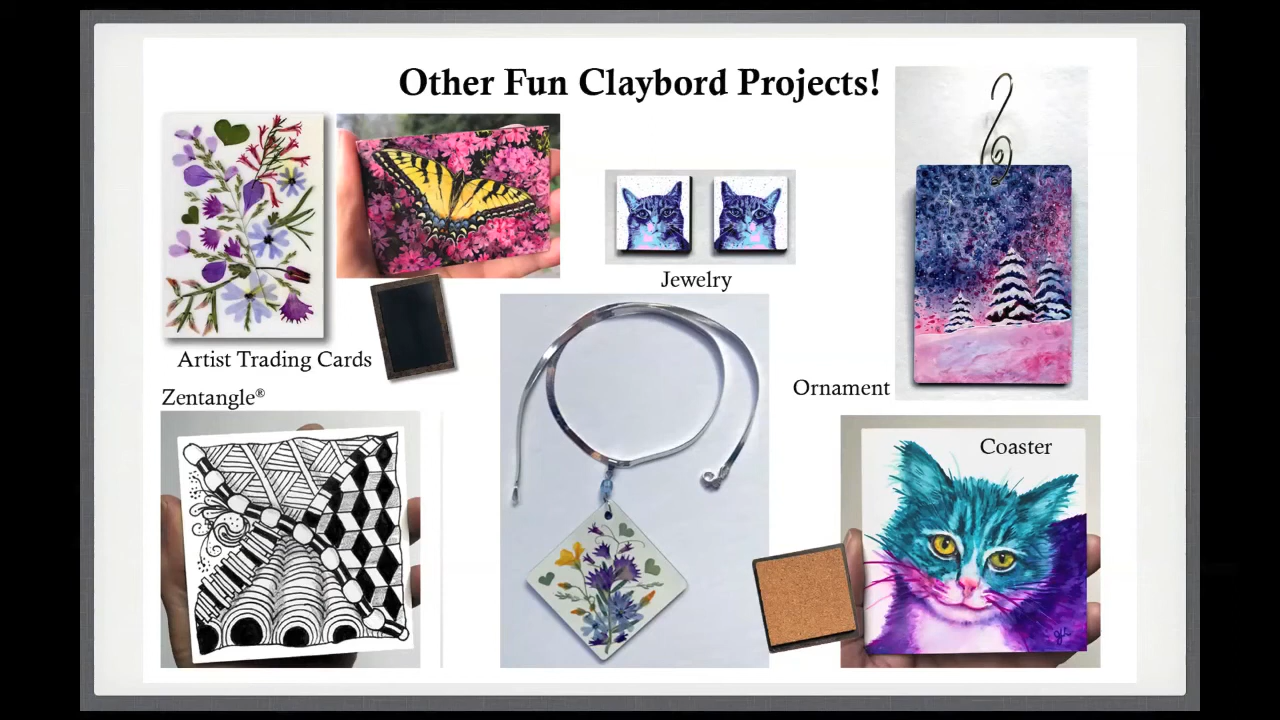 Other Fun Claybord Projects!
Jewelry
Artist Trading Cards
Zentangle®
Ornament
Coaster